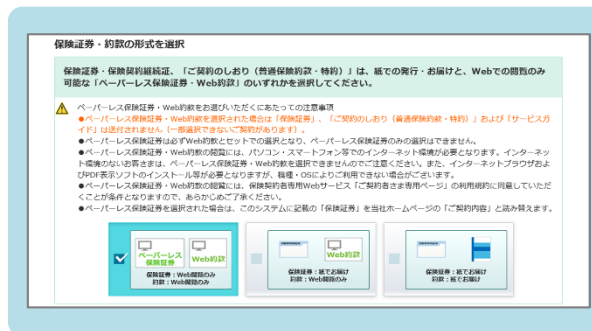 保険証券・約款の形式を選択
保険証券・保険契約継続証、「ご契約のしおり（普通保険約款・特約）」は、紙での発行・お届けと、Webでの閲覧のみ
可能な「ペーパーレス保険証券・Web約款」のいずれかを選択してください。
ペーパーレス保険証券・Web約款をお選びいただくにあたっての注意事項
●ペーパーレス保険証券・Web約款を選択された場合は「保険証券」、「ご契約のしおり（普通保険約款・特約）」および「サービスガ
イド」は送付されません（一部選択できないご契約があります）。
●ペーパーレス保険証券は必ずWeb約款とセットでの選択となり、ペーパーレス保険証券のみの選択はできません。
●ペーパーレス保険証券・Web約款の閲覧には、パソコン・スマートフォン等でのインターネット環境が必要となります。インターネッ
ト環境のないお客さまは、ペーパーレス保険証券・Web約款を選択できませんのでご注意ください。また、インターネットブラウザおよ
びPDF表示ソフトのインストール等が必要となりますが、機種・OSによりご利用できない場合がございます。
●ペーパーレス保険証券・Web約款の閲覧には、保険契約者専用Webサービス「ご契約者さま専用ページ」の利用規約に同意していただ
くことが条件となりますので、あらかじめご了承ください。
●ペーパーレス保険証券を選択された場合は、このシステムに記載の「保険証券」を当社ホームページの「ご契約内容」と読み替えます。
ペーパーレス
保険証券
Web約款
保険証券：Web閲覧のみ
約款：Web閲覧のみ
Web約款
保険証券：紙でお届け
約款：Web閲覧のみ
保険証券：紙でお届け
約款：紙でお届け